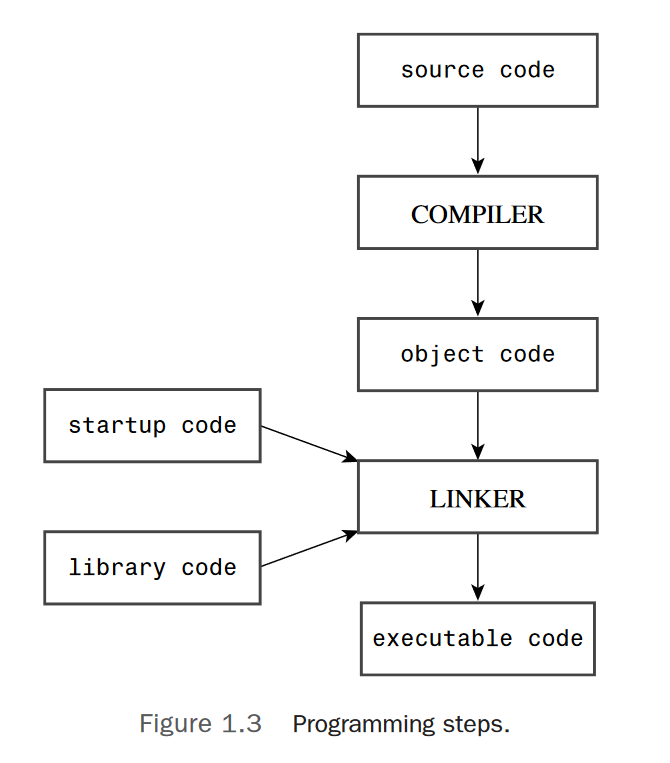 source code
COMPILER
object code
startup code
LINKER
library code
executable code
Figure 1.3 Programming steps.